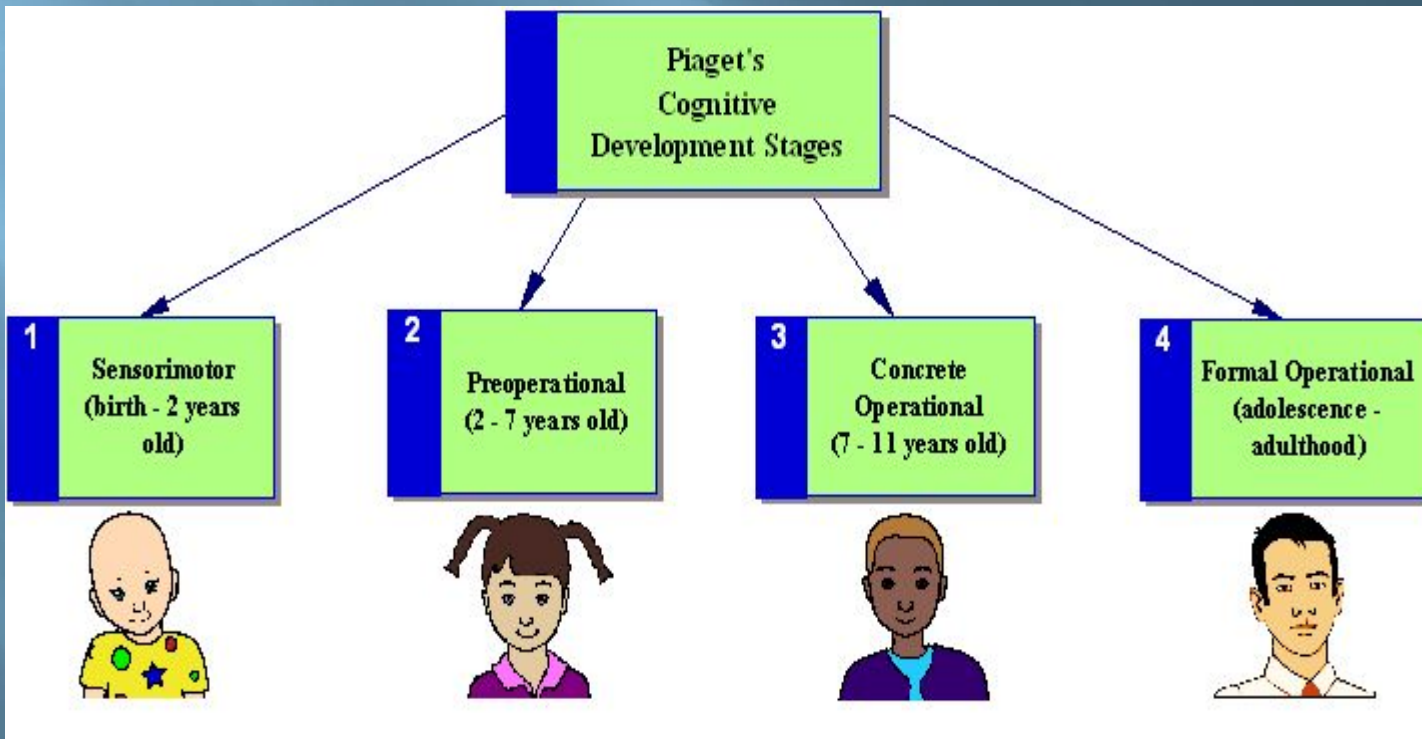 Piaget's
Cognitive
Development Stages
1
Sensorimotor
(birth - 2 years
old)
2
Preoperational
(2 - 7 years old)
3
Concrete
Operational
(7 - 11 years old)
4
Formal Operational
(adolescence -
adulthood)